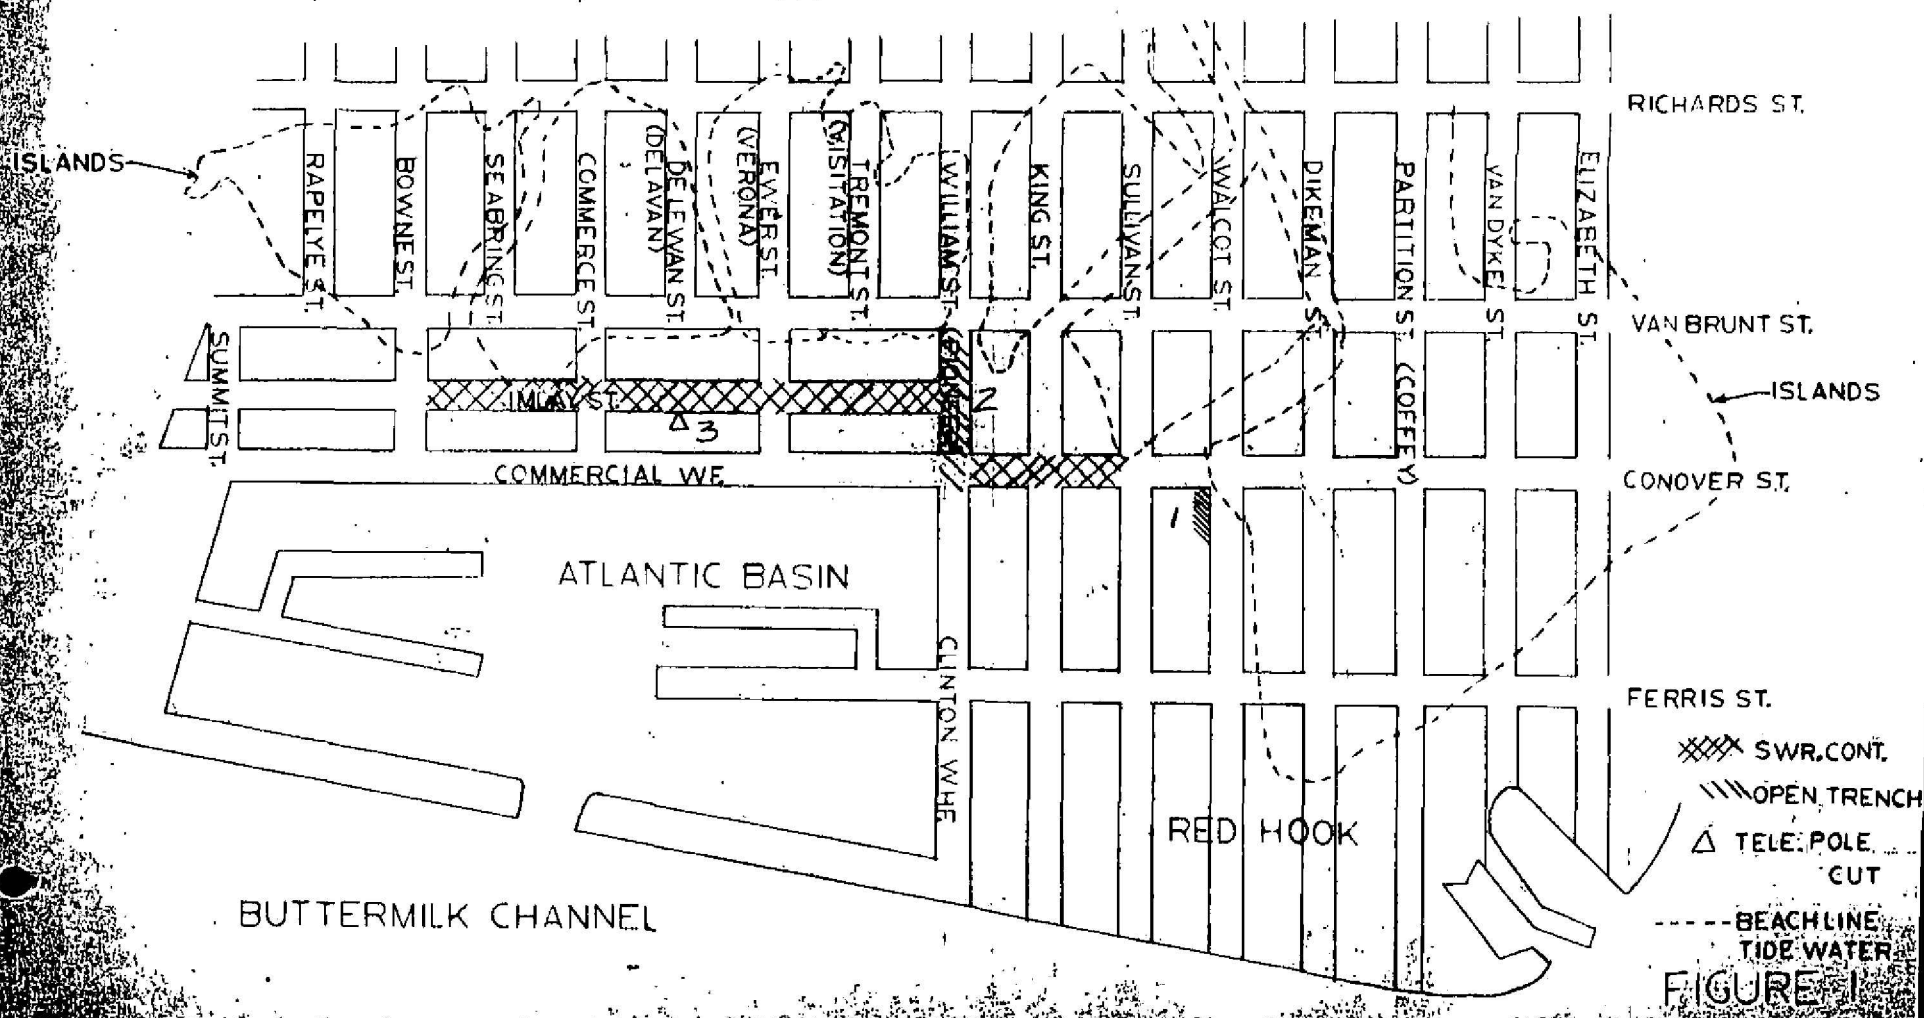 RICHARDS ST.
ISLANDS
RAPELYE ST.
BOWNE ST.
SEABRING ST.
COMMERCE ST.
(DELAVAN)
DELEWAN ST.
(VERONA)
EWER ST.
(VISITATION)
TREMONT ST.
WILLIAM ST.
KING ST.
SULLIVAN ST.
WALCOT ST.
DIKEMAN ST.
PARTITION ST. (COFFEY)
VAN DYKE ST.
ELIZABETH ST.
VAN BRUNT ST.
SUMMIT ST.
IMLAY ST.
2
ISLANDS
3
COMMERCIAL WF.
CONOVER ST.
1
ATLANTIC BASIN
CLINTON WHF.
FERRIS ST.
SWR. CONT.
OPEN TRENCH
RED HOOK
TELE. POLE
CUT
BUTTERMILK CHANNEL
BEACHLINE
TIDE WATER
FIGURE 1